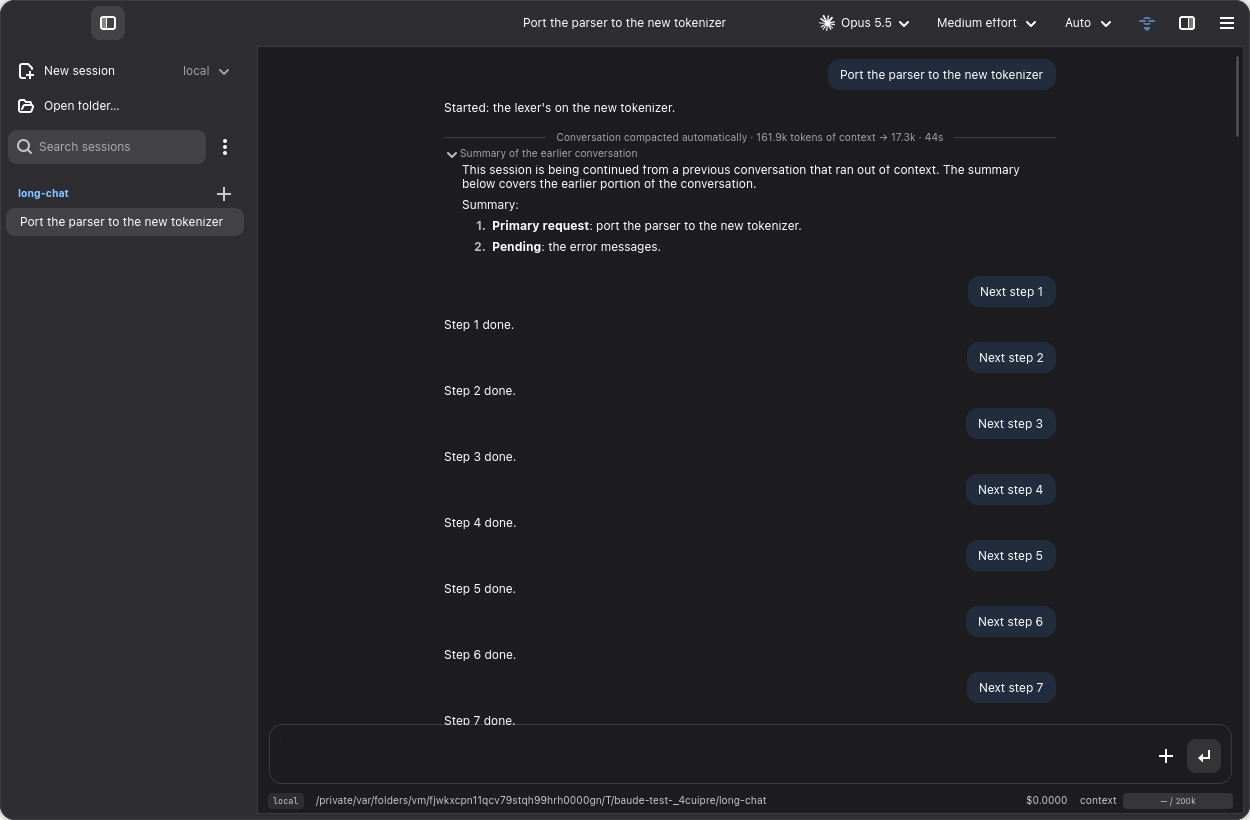 Port the parser to the new tokenizer
Opus 5.5
Medium effort
Auto
New session
local
Open folder...
Search sessions
long-chat
Port the parser to the new tokenizer
Port the parser to the new tokenizer
Started: the lexer's on the new tokenizer.
Conversation compacted automatically · 161.9k tokens of context → 17.3k · 44s
Summary of the earlier conversation
This session is being continued from a previous conversation that ran out of context. The summary
below covers the earlier portion of the conversation.
Summary:
1. Primary request: port the parser to the new tokenizer.
2. Pending: the error messages.
Next step 1
Step 1 done.
Next step 2
Step 2 done.
Next step 3
Step 3 done.
Next step 4
Step 4 done.
Next step 5
Step 5 done.
Next step 6
Step 6 done.
Next step 7
Step 7 done.
local
/private/var/folders/vm/fjwkxcpn11qcv79stqh99hrh0000gn/T/baude-test-_4cuipre/long-chat
$0.0000
context
— / 200k